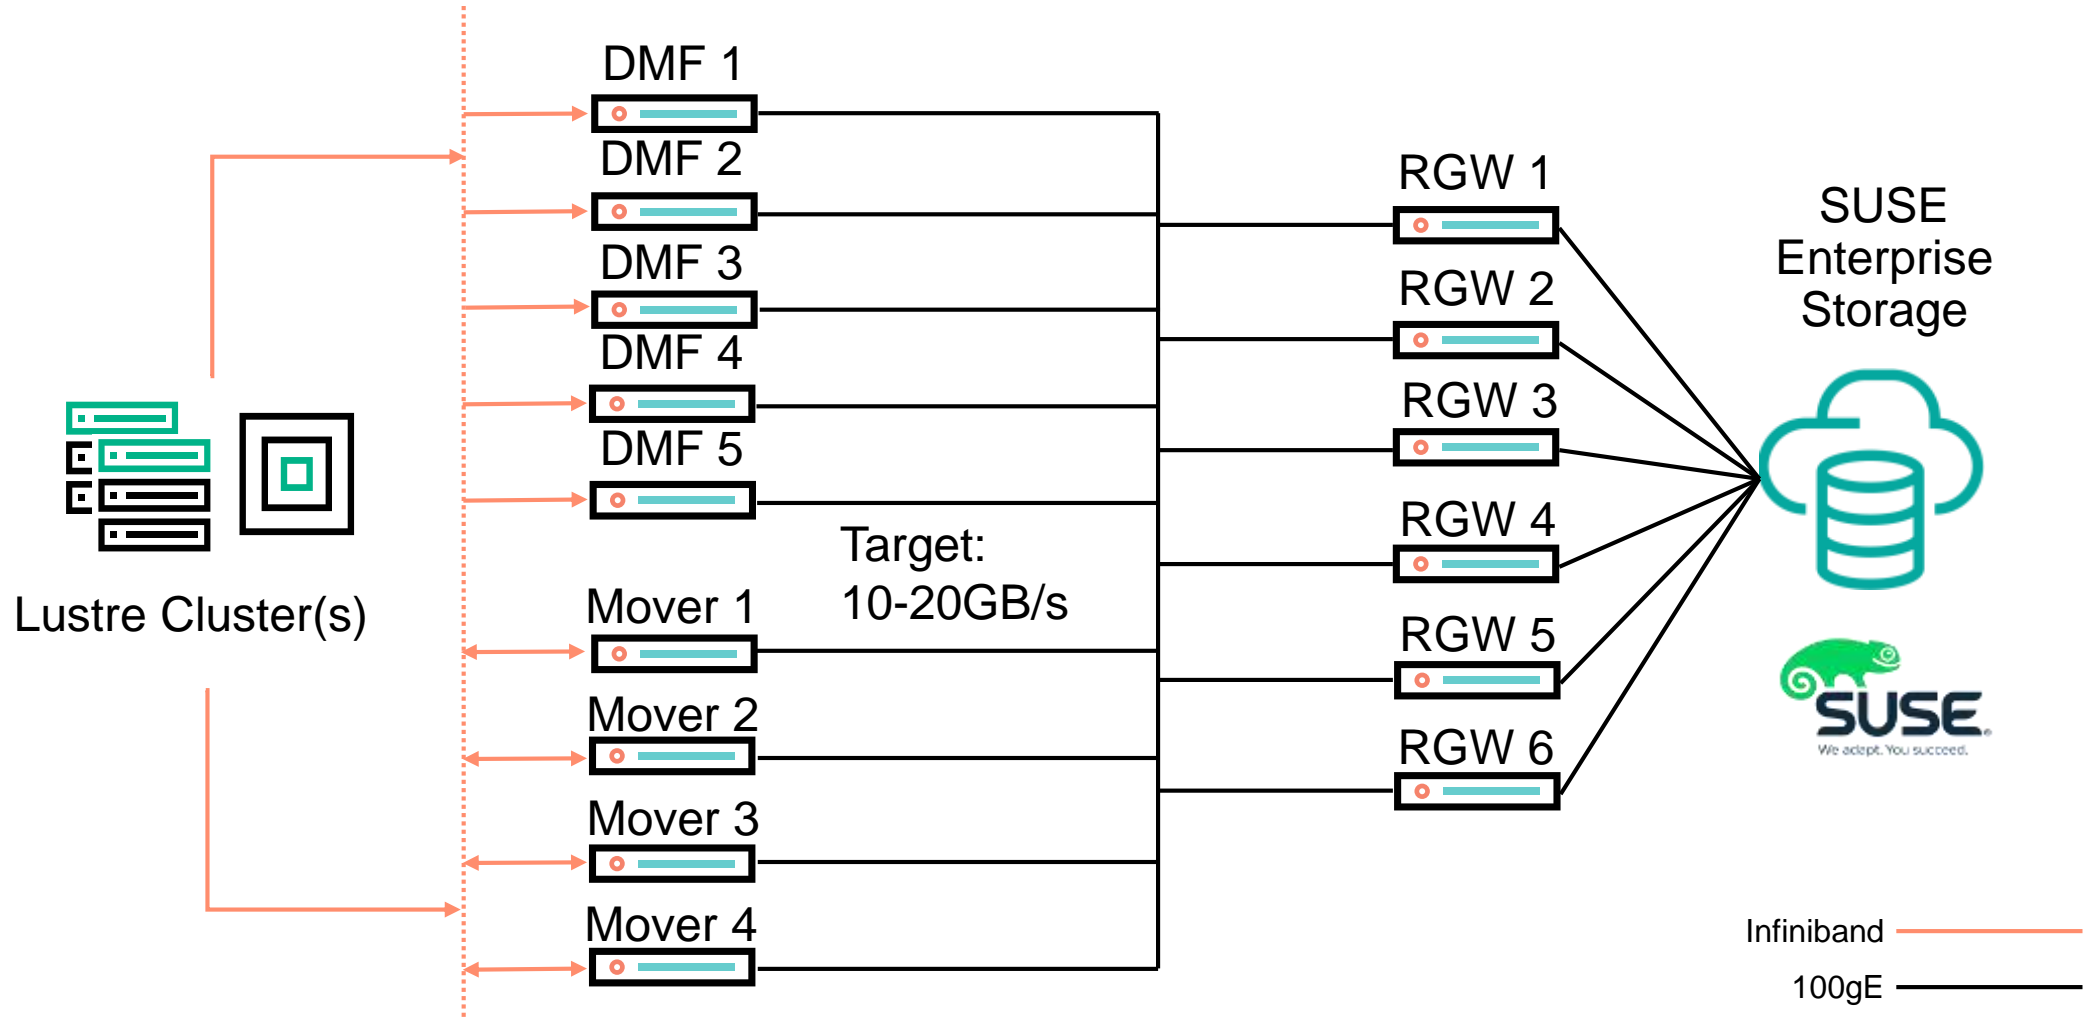 DMF 1
DMF 2
DMF 3
DMF 4
DMF 5
Target:
10-20GB/s
Mover 1
Mover 2
Mover 3
Mover 4
Lustre Cluster(s)
RGW 1
RGW 2
RGW 3
RGW 4
RGW 5
RGW 6
SUSE
Enterprise
Storage
SUSE®
We adapt. You succeed.
Infiniband
100gE